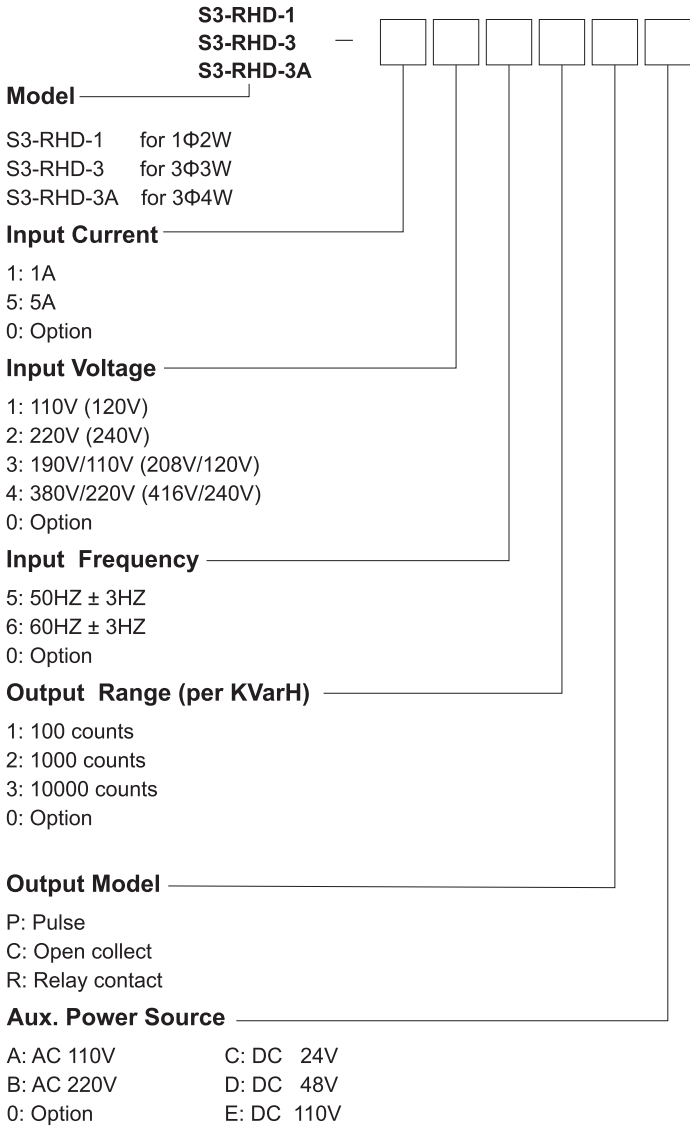 S3-RHD-1
S3-RHD-3 —
S3-RHD-3A
Model
S3-RHD-1 for 1Φ2W
S3-RHD-3 for 3Φ3W
S3-RHD-3A for 3Φ4W
Input Current
1: 1A
5: 5A
0: Option
Input Voltage
1: 110V (120V)
2: 220V (240V)
3: 190V/110V (208V/120V)
4: 380V/220V (416V/240V)
0: Option
Input Frequency
5: 50HZ ± 3HZ
6: 60HZ ± 3HZ
0: Option
Output Range (per KVarH)
1: 100 counts
2: 1000 counts
3: 10000 counts
0: Option
Output Model
P: Pulse
C: Open collect
R: Relay contact
Aux. Power Source
A: AC 110V C: DC 24V
B: AC 220V D: DC 48V
0: Option E: DC 110V